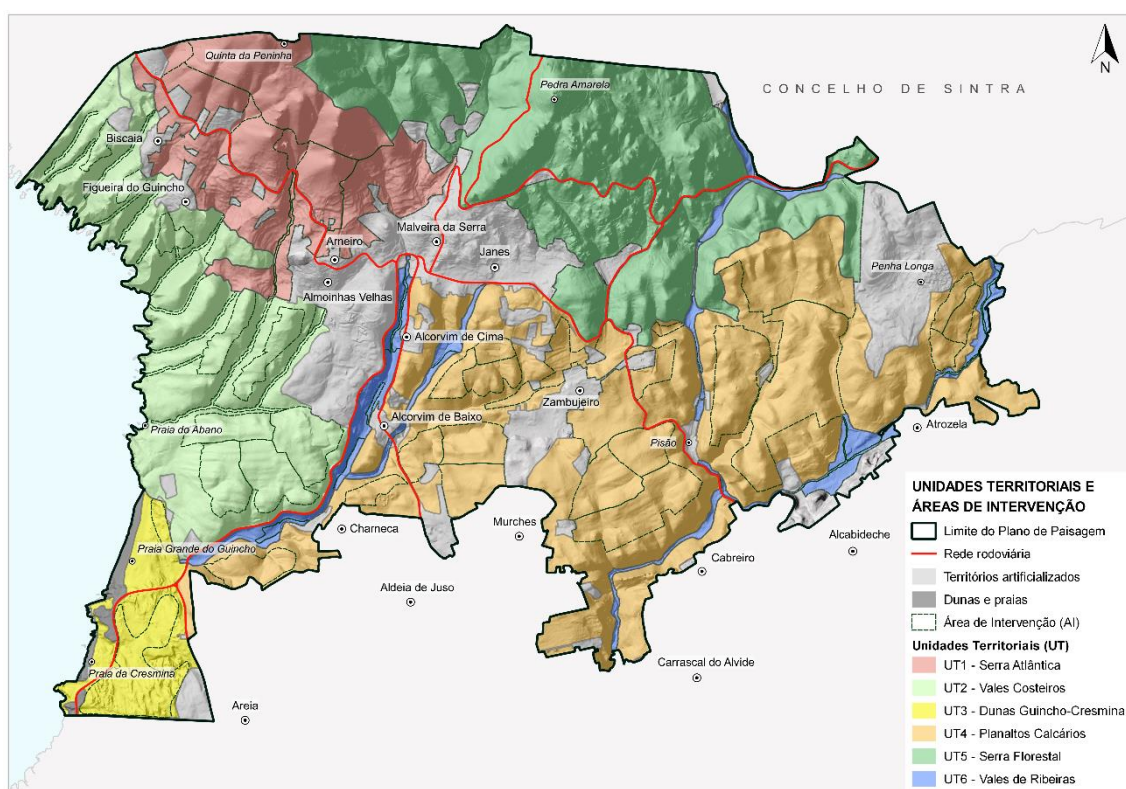 Quinta da Peninha
Pedra Amarela
CONCELHO DE SINTRA
N
Biscaia
Figueira do Guincho
Malveira da Serra
Arneiro
Janes
Penha Longa
Almoinhas Velhas
Alcorvim de Cima
Zambujeiro
Praia do Abano
Alcorvim de Baixo
Atrozela
Pisão
Charneca
Murches
Alcabideche
Praia Grande do Guincho
Cabreiro
Aldeia de Juso
Praia da Cresmina
Carrascal do Alvide
Areia
UNIDADES TERRITORIAIS E
ÁREAS DE INTERVENÇÃO
Limite do Plano de Paisagem
Rede rodoviária
Territórios artificializados
Dunas e praias
Área de Intervenção (AI)
Unidades Territoriais (UT)
UT1 - Serra Atlântica
UT2 - Vales Costeiros
UT3 - Dunas Guincho-Cresmina
UT4 - Planaltos Calcários
UT5 - Serra Florestal
UT6 - Vales de Ribeiras